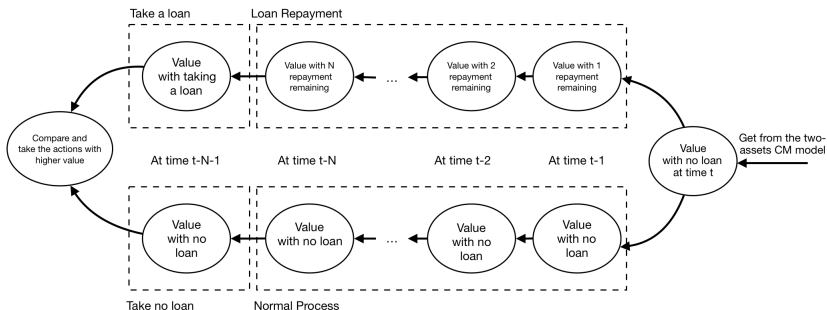 Take a loan
Loan Repayment
Value
with taking
a loan
Value with N
repayment
remaining
...
Value with 2
repayment
remaining
Value with 1
repayment
remaining
Compare and
take the actions with
higher value
At time t-N-1
At time t-N
At time t-2
At time t-1
Value
with no loan
at time t
Get from the two-
assets CM model
Value
with no
loan
Value
with no loan
...
Value
with no
loan
Value
with no
loan
Take no loan
Normal Process